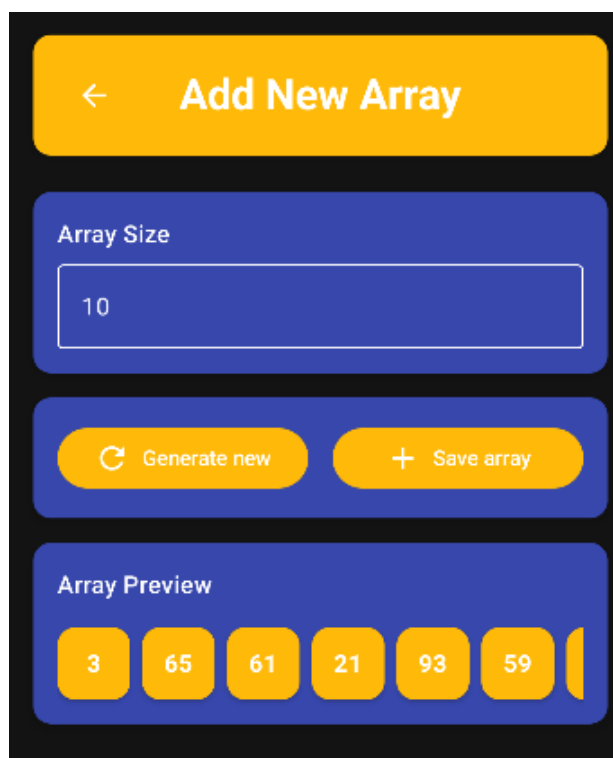 Add New Array
Array Size
10
Generate new Save array
Array Preview
3 65 61 21 93 59